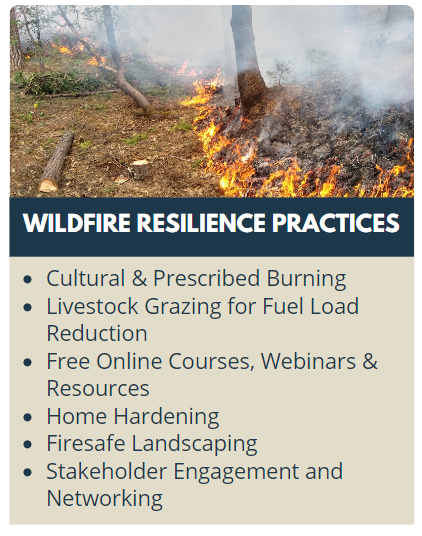 WILDFIRE RESILIENCE PRACTICES
• Cultural & Prescribed Burning
• Livestock Grazing for Fuel Load
Reduction
• Free Online Courses, Webinars &
Resources
• Home Hardening
• Firesafe Landscaping
• Stakeholder Engagement and
Networking